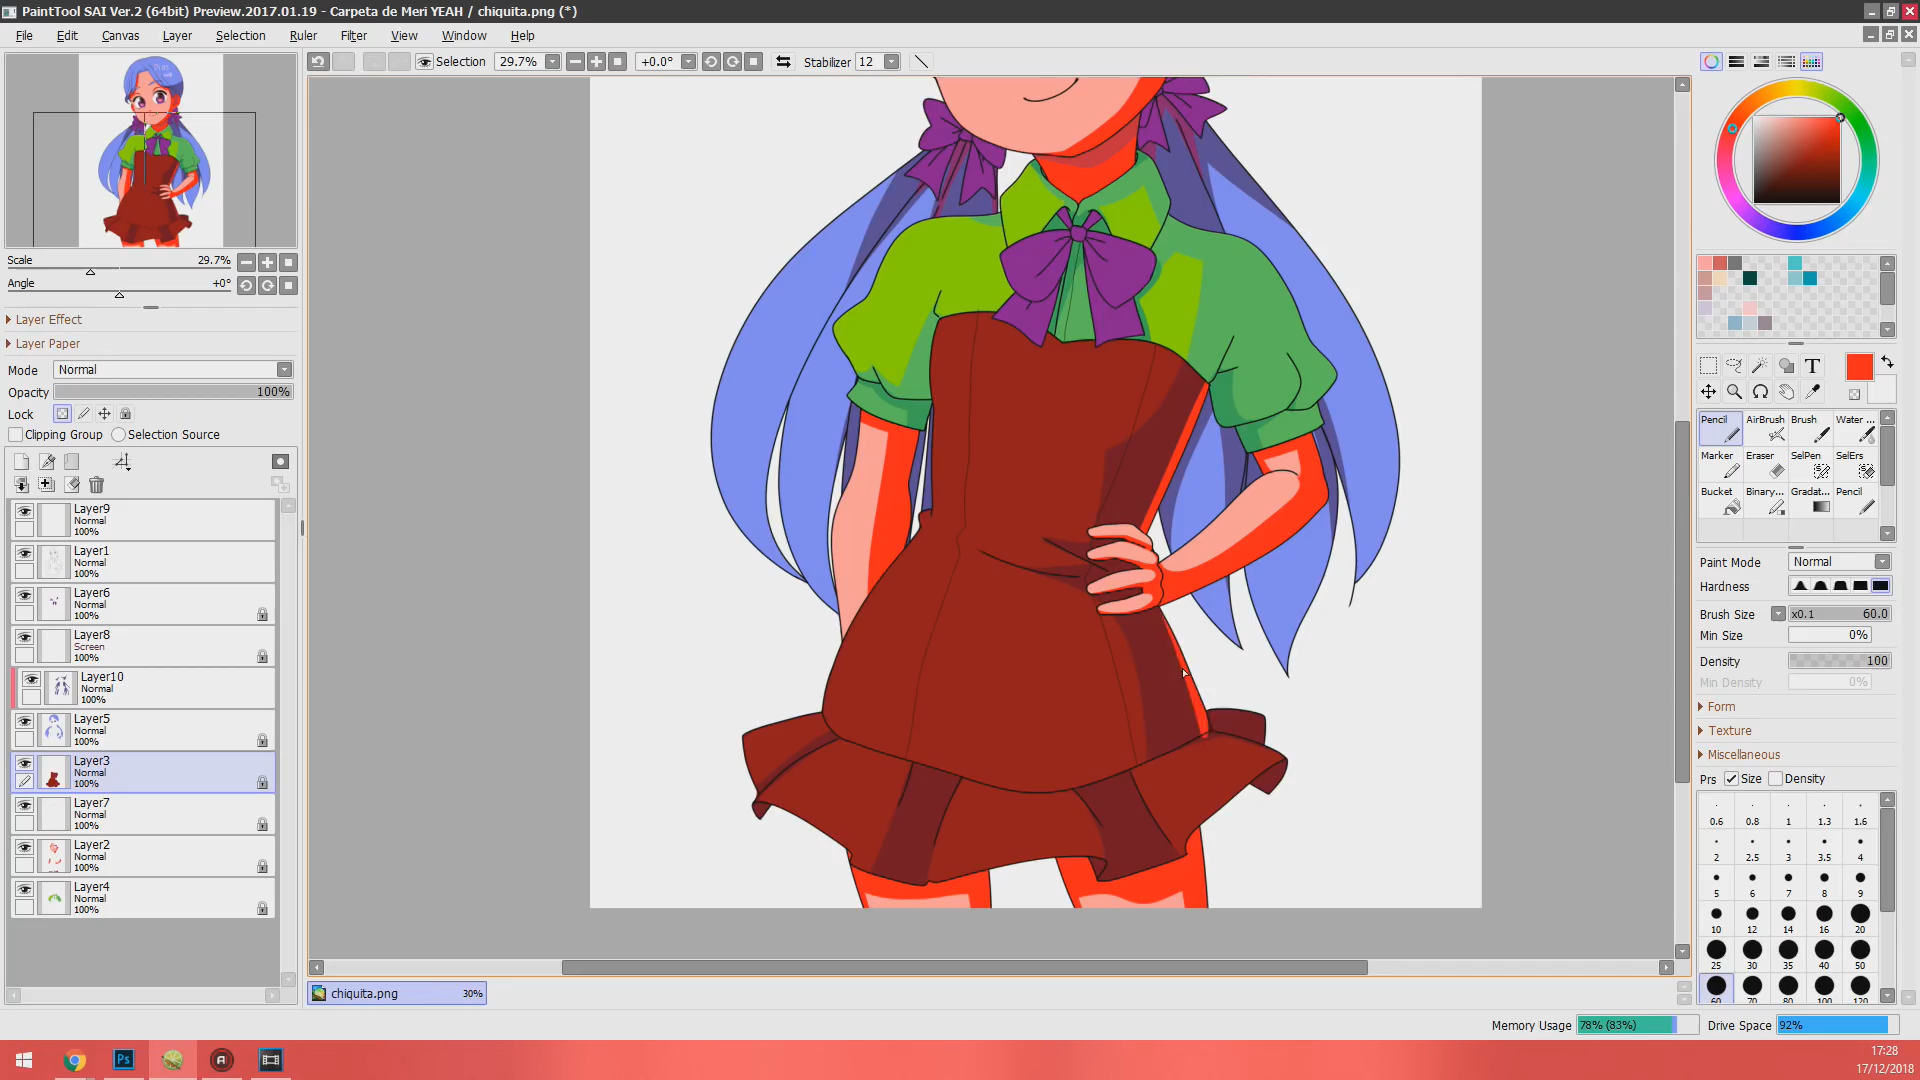 PaintTool SAI Ver.2 (64bit) Preview.2017.01.19 - Carpeta de Meri YEAH / chiquita.png (*)
File Edit Canvas Layer Selection Ruler Filter View Window Help
Selection 29.7% +0.0° Stabilizer 12
Scale 29.7%
Angle +0°
Layer Effect
Layer Paper
Mode Normal
Opacity 100%
Lock
Clipping Group Selection Source
Layer9
Normal
100%
Layer1
Normal
100%
Layer6
Normal
100%
Layer8
Screen
100%
Layer10
Normal
100%
Layer5
Normal
100%
Layer3
Normal
100%
Layer7
Normal
100%
Layer2
Normal
100%
Layer4
Normal
100%
T
Pencil AirBrush Brush Water ...
Marker Eraser SelPen SelErs
Bucket Binary... Gradat... Pencil
Paint Mode Normal
Hardness
Brush Size x0.1 60.0
Min Size 0%
Density 100
Min Density 0%
Form
Texture
Miscellaneous
Prs Size Density
0.6 0.8 1 1.3 1.6
2 2.5 3 3.5 4
5 6 7 8 9
10 12 14 16 20
25 30 35 40 50
60 70 80 100 120
chiquita.png 30%
Memory Usage 78% (83%) Drive Space 92%
Ps
A
17:28
17/12/2018